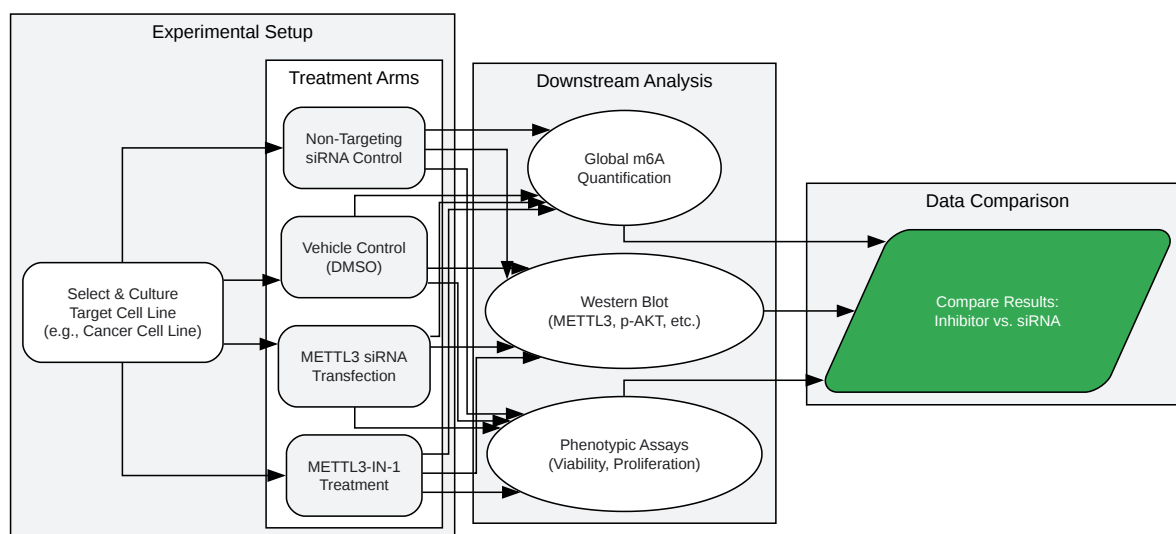 Experimental Setup
Treatment Arms
Non-Targeting
siRNA Control
Vehicle Control
(DMSO)
Select & Culture
Target Cell Line
(e.g., Cancer Cell Line)
METTL3 siRNA
Transfection
METTL3-IN-1
Treatment
Downstream Analysis
Global m6A
Quantification
Western Blot
(METTL3, p-AKT, etc.)
Phenotypic Assays
(Viability, Proliferation)
Data Comparison
Compare Results:
Inhibitor vs. siRNA